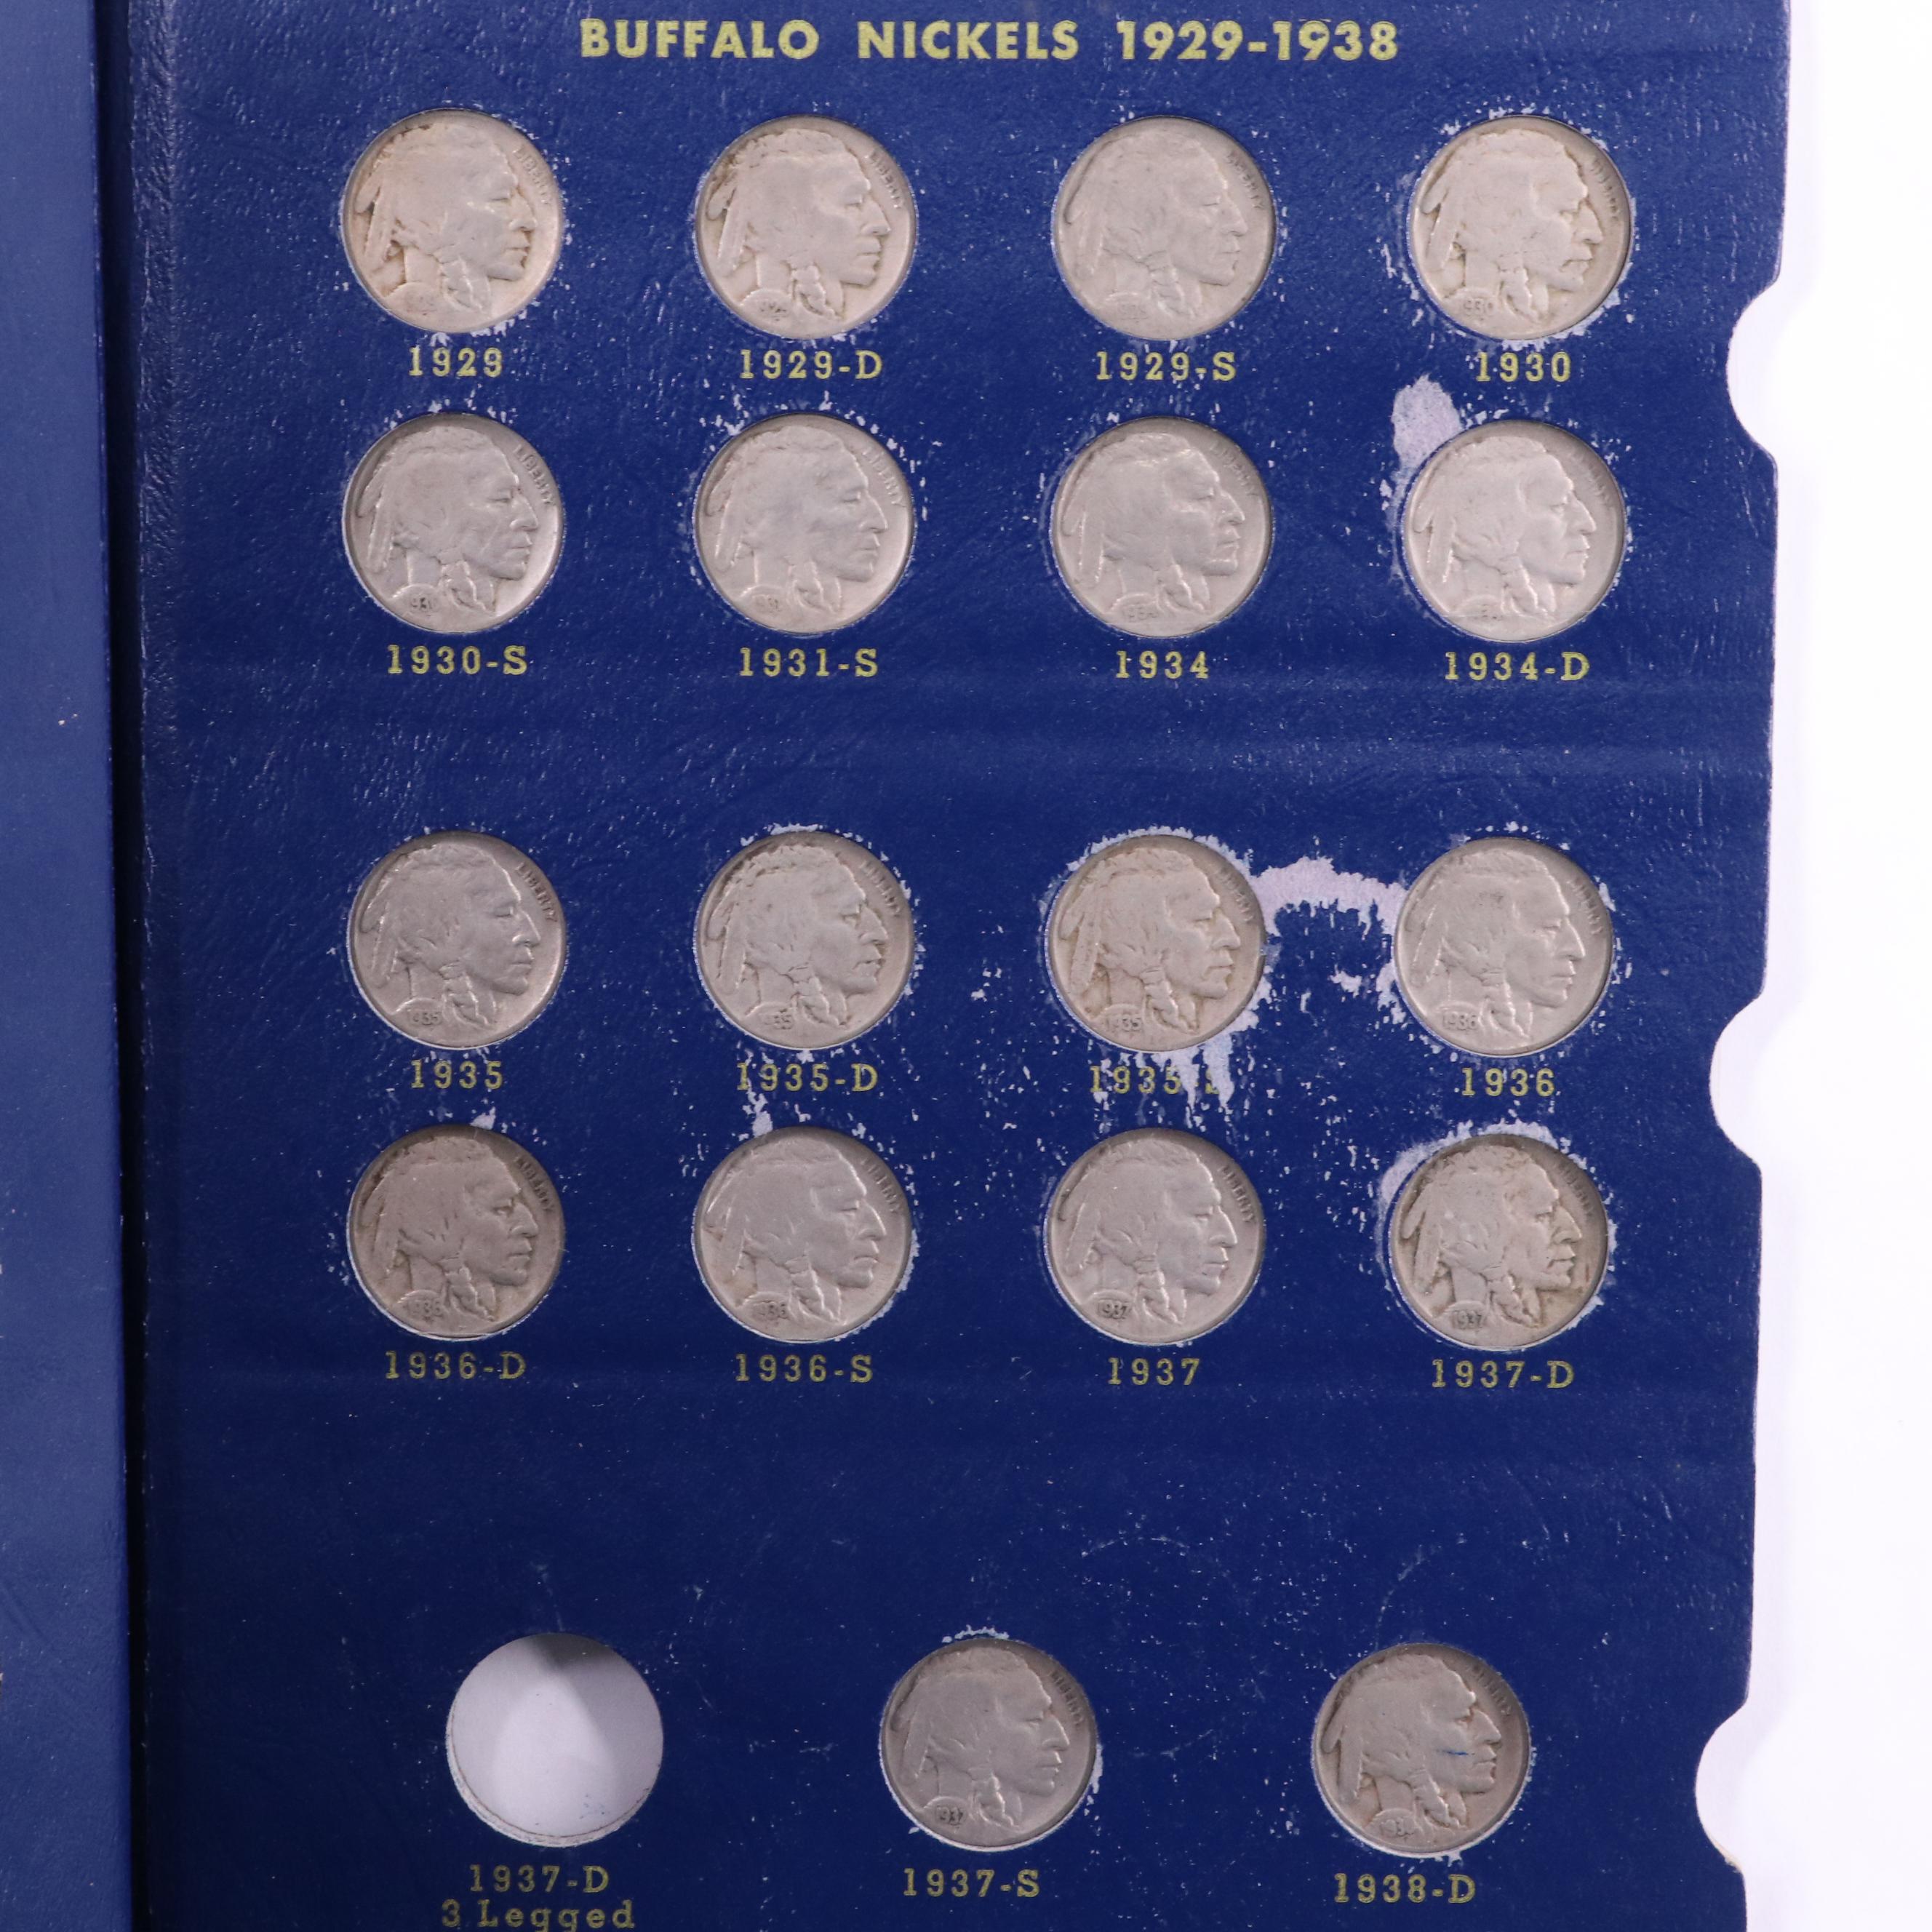 BUFFALO NICKELS 1929-1938
1929 1929-D 1929-S 1930
1930-S 1931-S 1934 1934-D
1935 1935-D 1935-S 1936
1936-D 1936-S 1937 1937-D
1937-D 1937-S 1938-D
3 Legged